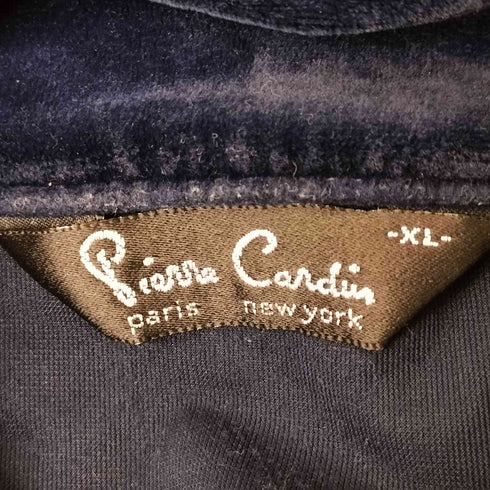 -XL-
Pierre Cardin
paris new york